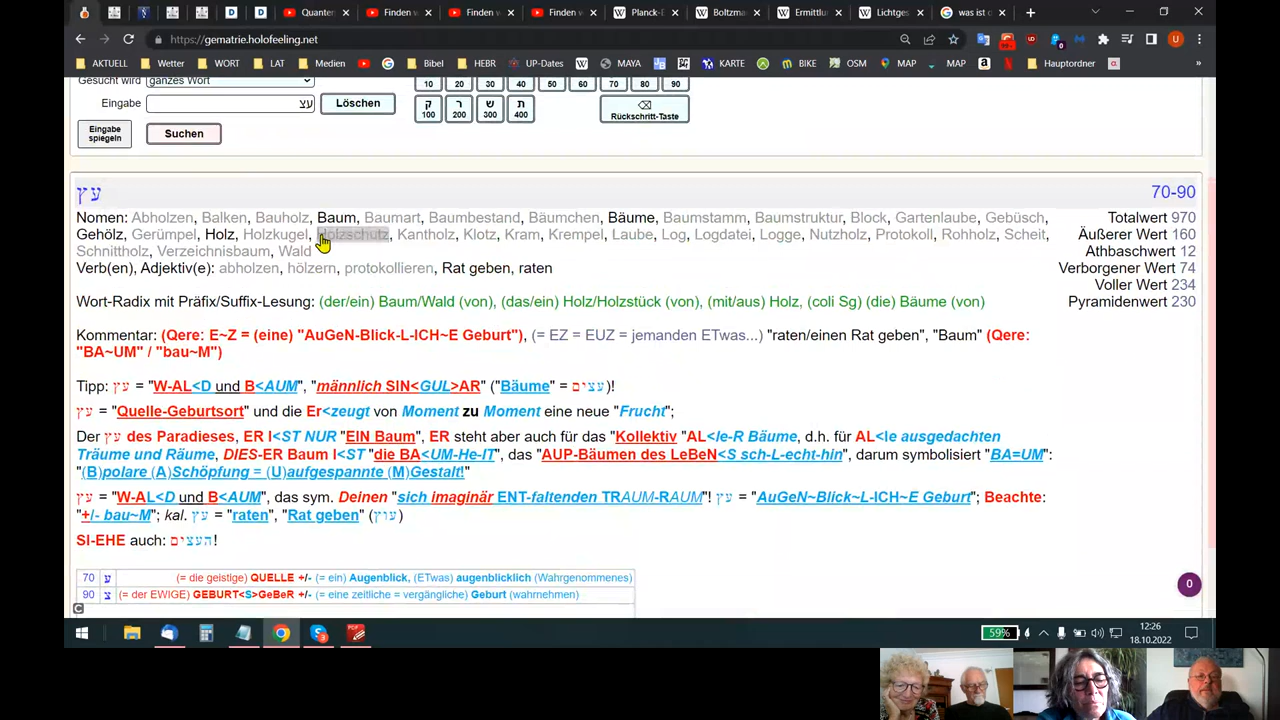 Quanten
Finden w
Finden w
Finden w
Planck-E
Boltzma
Ermittlu
Lichtges
was ist d
https://gematrie.holofeeling.net
AKTUELL Wetter WORT LAT Medien Bibel HEBR UP-Dates MAYA KARTE BIKE OSM MAP MAP Hauptordner »
Gesucht wird ganzes Wort
Eingabe עצ Löschen
Eingabe spiegeln Suchen
10 20 30 40 50 60 70 80 90
ק ר ש ת
100 200 300 400
Rückschritt-Taste
עץ 70-90
Nomen: Abholzen, Balken, Bauholz, Baum, Baumart, Baumbestand, Bäumchen, Bäume, Baumstamm, Baumstruktur, Block, Gartenlaube, Gebüsch,
Gehölz, Gerümpel, Holz, Holzkugel, Holzschutz, Kantholz, Klotz, Kram, Krempel, Laube, Log, Logdatei, Logge, Nutzholz, Protokoll, Rohholz, Scheit,
Schnittholz, Verzeichnisbaum, Wald
Totalwert 970
Äußerer Wert 160
Athbaschwert 12
Verborgener Wert 74
Voller Wert 234
Pyramidenwert 230
Verb(en), Adjektiv(e): abholzen, hölzern, protokollieren, Rat geben, raten
Wort-Radix mit Präfix/Suffix-Lesung: (der/ein) Baum/Wald (von), (das/ein) Holz/Holzstück (von), (mit/aus) Holz, (coli Sg) (die) Bäume (von)
Kommentar: (Qere: E~Z = (eine) "AuGeN-Blick-L-ICH~E Geburt"), (= EZ = EUZ = jemanden ETwas...) "raten/einen Rat geben", "Baum" (Qere:
"BA~UM" / "bau~M")
Tipp: עץ = "W-AL<D und B<AUM", "männlich SIN<GUL>AR" ("Bäume" = עצים)!
עץ = "Quelle-Geburtsort" und die Er<zeugt von Moment zu Moment eine neue "Frucht";
Der עץ des Paradieses, ER I<ST NUR "EIN Baum", ER steht aber auch für das "Kollektiv "AL<le-R Bäume, d.h. für AL<le ausgedachten
Träume und Räume, DIES-ER Baum I<ST "die BA<UM-He-IT", das "AUP-Bäumen des LeBeN<S sch-L-echt-hin", darum symbolisiert "BA=UM":
"(B)polare (A)Schöpfung = (U)aufgespannte (M)Gestalt!"
עץ = "W-AL<D und B<AUM", das sym. Deinen "sich imaginär ENT-faltenden TRAUM-RAUM"! עץ = "AuGeN~Blick~L-ICH~E Geburt"; Beachte:
"+/- bau~M"; kal. עץ = "raten", "Rat geben" (עוץ)
SI-EHE auch: העצים!
70 ע (= die geistige) QUELLE +/- (= ein) Augenblick, (ETwas) augenblicklich (Wahrgenommenes)
90 צ (= der EWIGE) GEBURT<S>GeBeR +/- (= eine zeitliche = vergängliche) Geburt (wahrnehmen)
0
59%
12:26
18.10.2022